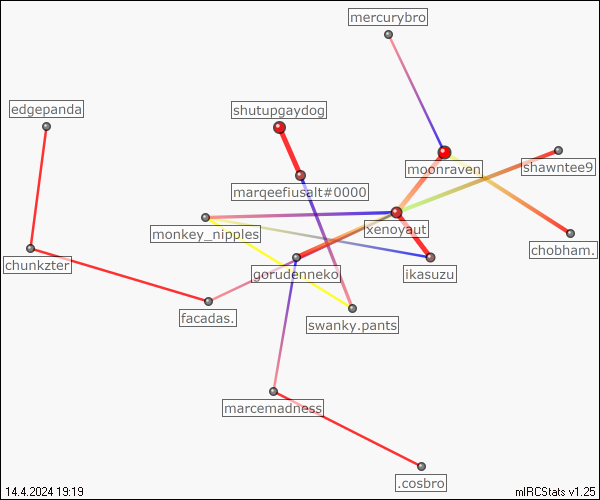 mercurybro
edgepanda
shutupgaydog
moonraven
shawntee9
marqeefiusalt#0000
xenoyaut
monkey_nipples
chobham.
chunkzter
gorudenneko
ikasuzu
facadas.
swanky.pants
marcemadness
.cosbro
14.4.2024 19:19
mIRCStats v1.25